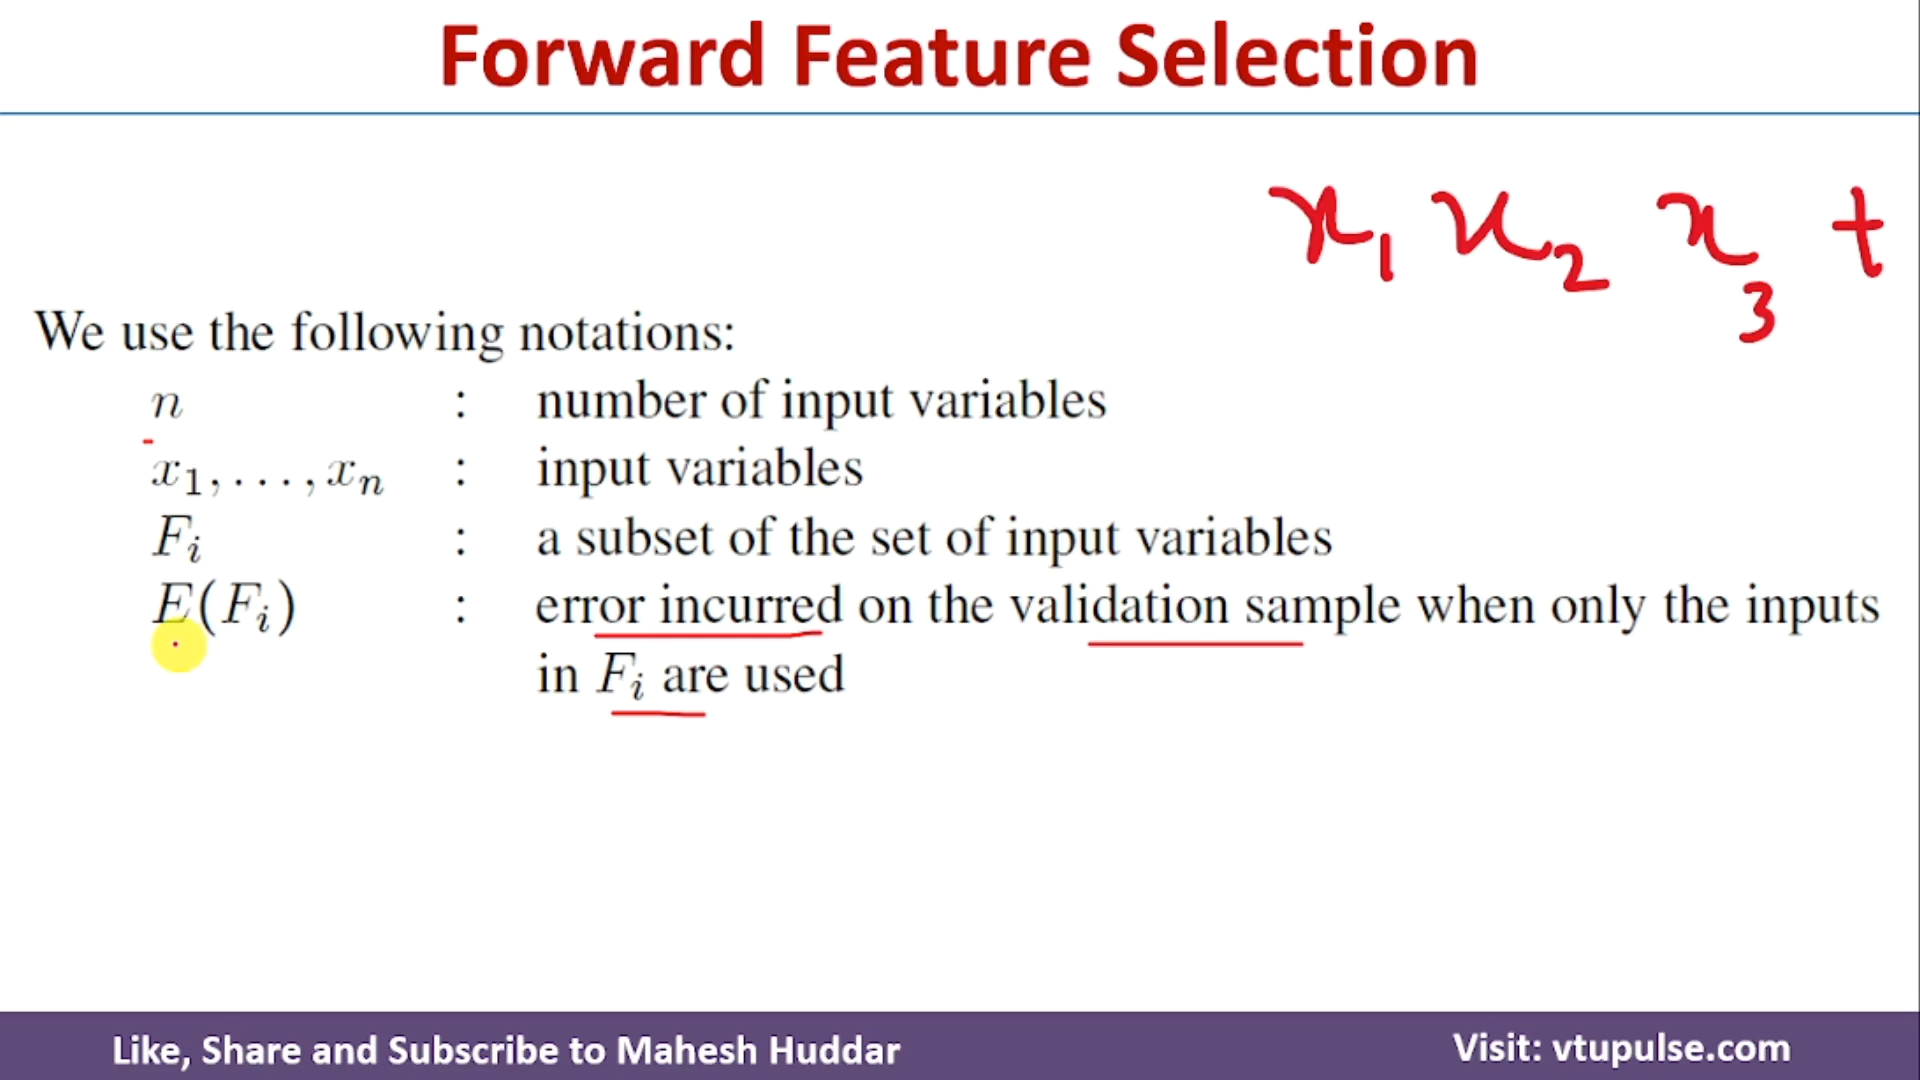 Forward Feature Selection
x₁ x₂ x₃ t
We use the following notations:
n : number of input variables
x₁, . . . , xₙ : input variables
Fᵢ : a subset of the set of input variables
E(Fᵢ) : error incurred on the validation sample when only the inputs
in Fᵢ are used
Like, Share and Subscribe to Mahesh Huddar
Visit: vtupulse.com